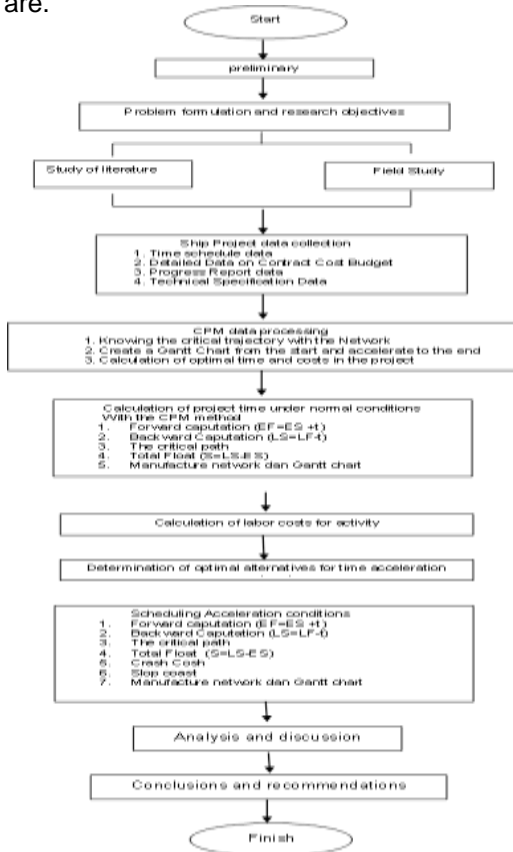 are.
Start
preliminary
Problem formulation and research objectives
Study of literature
Field Study
Ship Project data collection
1. Time schedule data
2. Detailed Data on Contract Cost Budget
3. Progress Report data
4. Technical Specification Data
CPM data processing
1. Knowing the critical trajectory with the Network
2. Create a Gantt Chart from the start and accelerate to the end
3. Calculation of optimal time and costs in the project
Calculation of project time under normal conditions
With the CPM method
1. Forward caputation (EF=ES +t)
2. Backward Caputation (LS=LF-t)
3. The critical path
4. Total Float (S=LS-ES)
5. Manufacture network dan Gantt chart
Calculation of labor costs for activity
Determination of optimal alternatives for time acceleration
Scheduling Acceleration conditions
1. Forward caputation (EF=ES +t)
2. Backward Caputation (LS=LF-t)
3. The critical path
4. Total Float (S=LS-ES)
5. Crash Cosh
6. Slop coast
7. Manufacture network dan Gantt chart
Analysis and discussion
Conclusions and recommendations
Finish